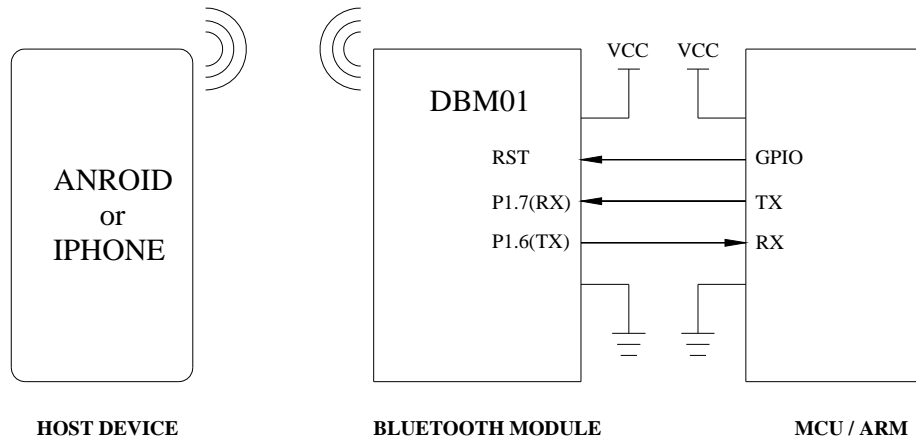 ANROID
or
IPHONE
HOST DEVICE
DBM01
VCC
RST
P1.7(RX)
P1.6(TX)
BLUETOOTH MODULE
VCC
GPIO
TX
RX
MCU / ARM